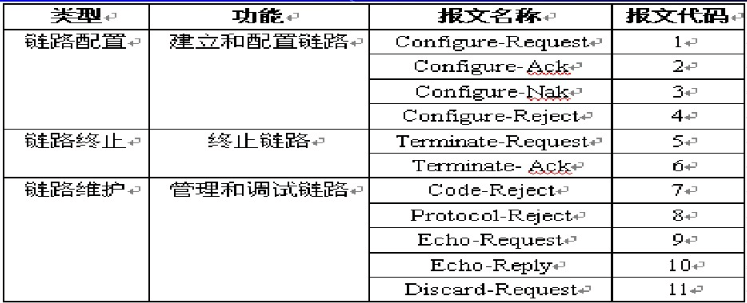 类型 功能 报文名称 报文代码
链路配置 建立和配置链路 Configure-Request 1
Configure-Ack 2
Configure-Nak 3
Configure-Reject 4
链路终止 终止链路 Terminate-Request 5
Terminate- Ack 6
链路维护 管理和调试链路 Code-Reject 7
Protocol-Reject 8
Echo-Request 9
Echo-Reply 10
Discard-Request 11